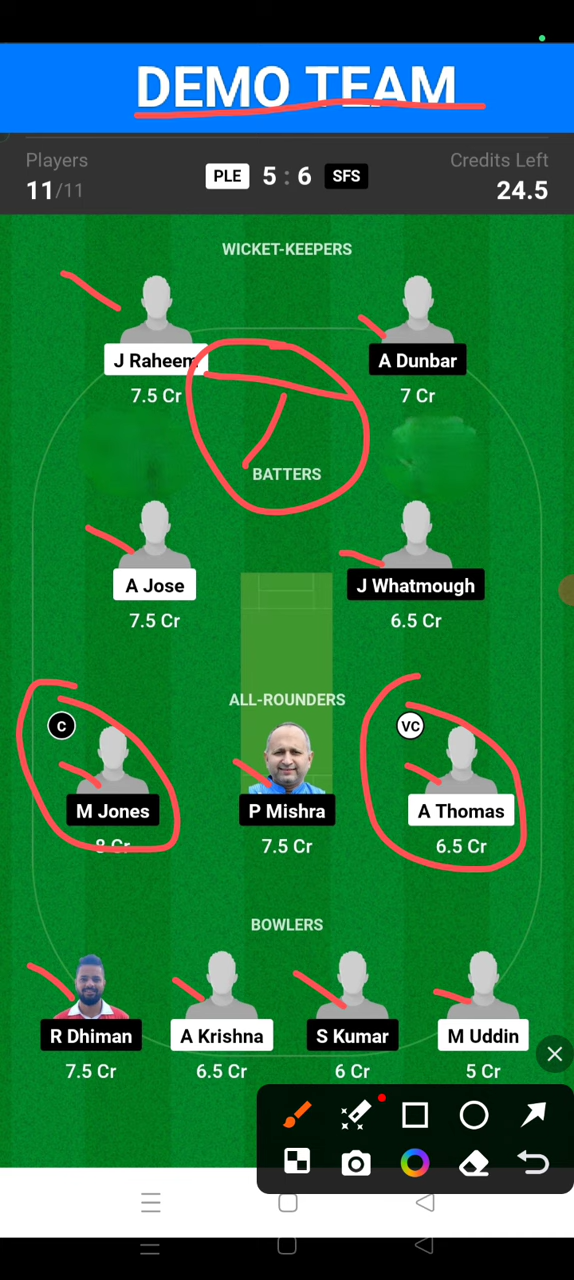 DEMO TEAM
Players
Credits Left
11/11
PLE 5 : 6 SFS
24.5
WICKET-KEEPERS
J Raheem
A Dunbar
7.5 Cr
7 Cr
BATTERS
A Jose
J Whatmough
7.5 Cr
6.5 Cr
ALL-ROUNDERS
C
VC
M Jones
P Mishra
A Thomas
8 Cr
7.5 Cr
6.5 Cr
BOWLERS
R Dhiman
A Krishna
S Kumar
M Uddin
7.5 Cr
6.5 Cr
6 Cr
5 Cr